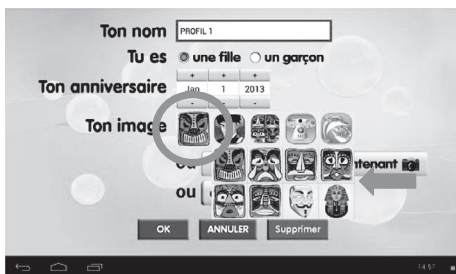 Ton nom PROFIL 1
Tu es une fille un garçon
+ + +
Ton anniversaire Jan 1 2013
- - -
Ton image
ou tenant
ou
OK ANNULER Supprimer
14:57